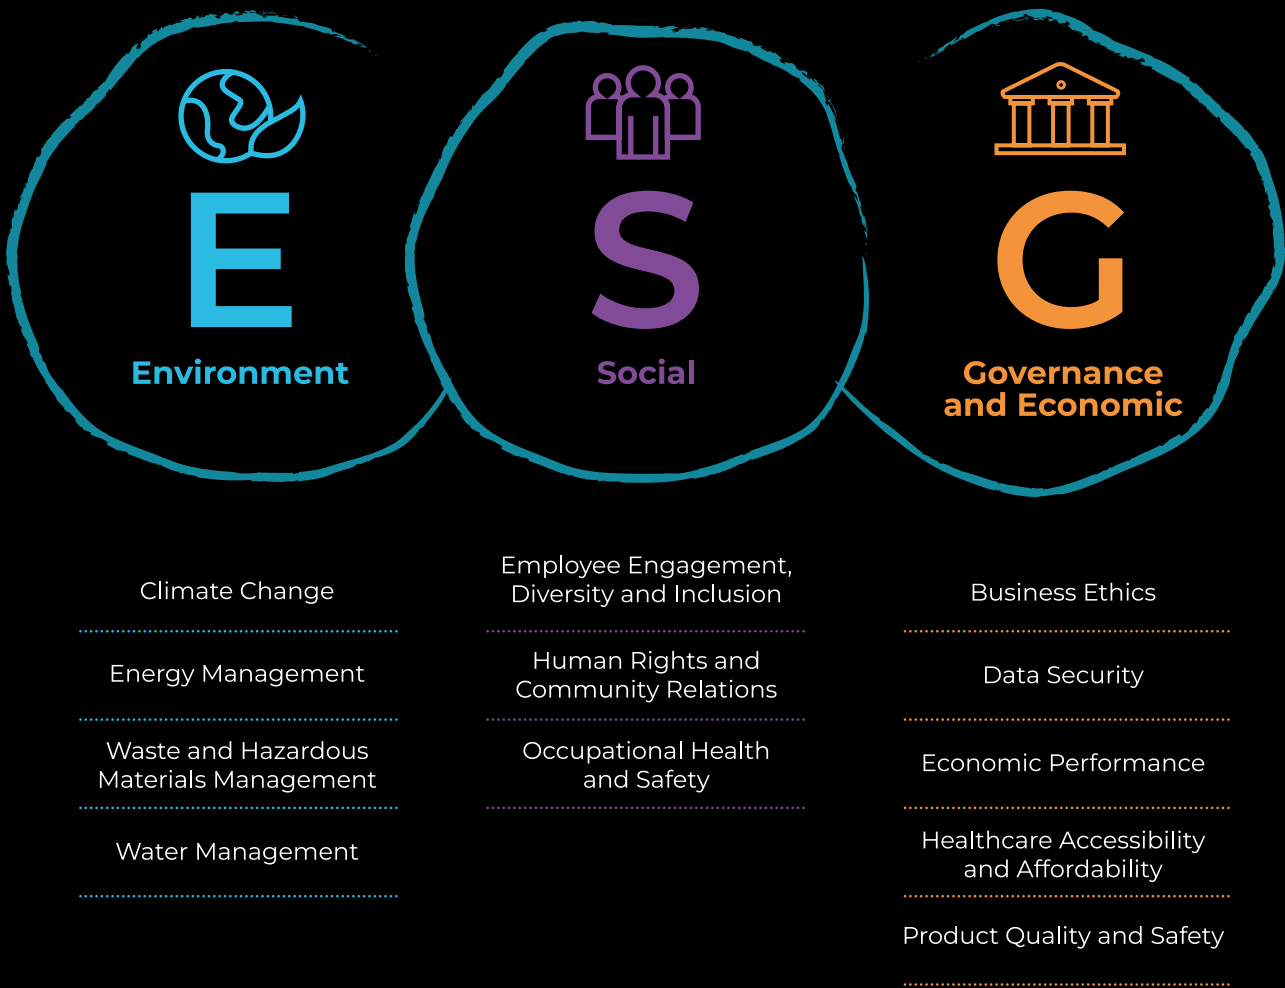 E
Environment
Climate Change
Energy Management
Waste and Hazardous
Materials Management
Water Management
S
Social
Employee Engagement,
Diversity and Inclusion
Human Rights and
Community Relations
Occupational Health
and Safety
G
Governance
and Economic
Business Ethics
Data Security
Economic Performance
Healthcare Accessibility
and Affordability
Product Quality and Safety